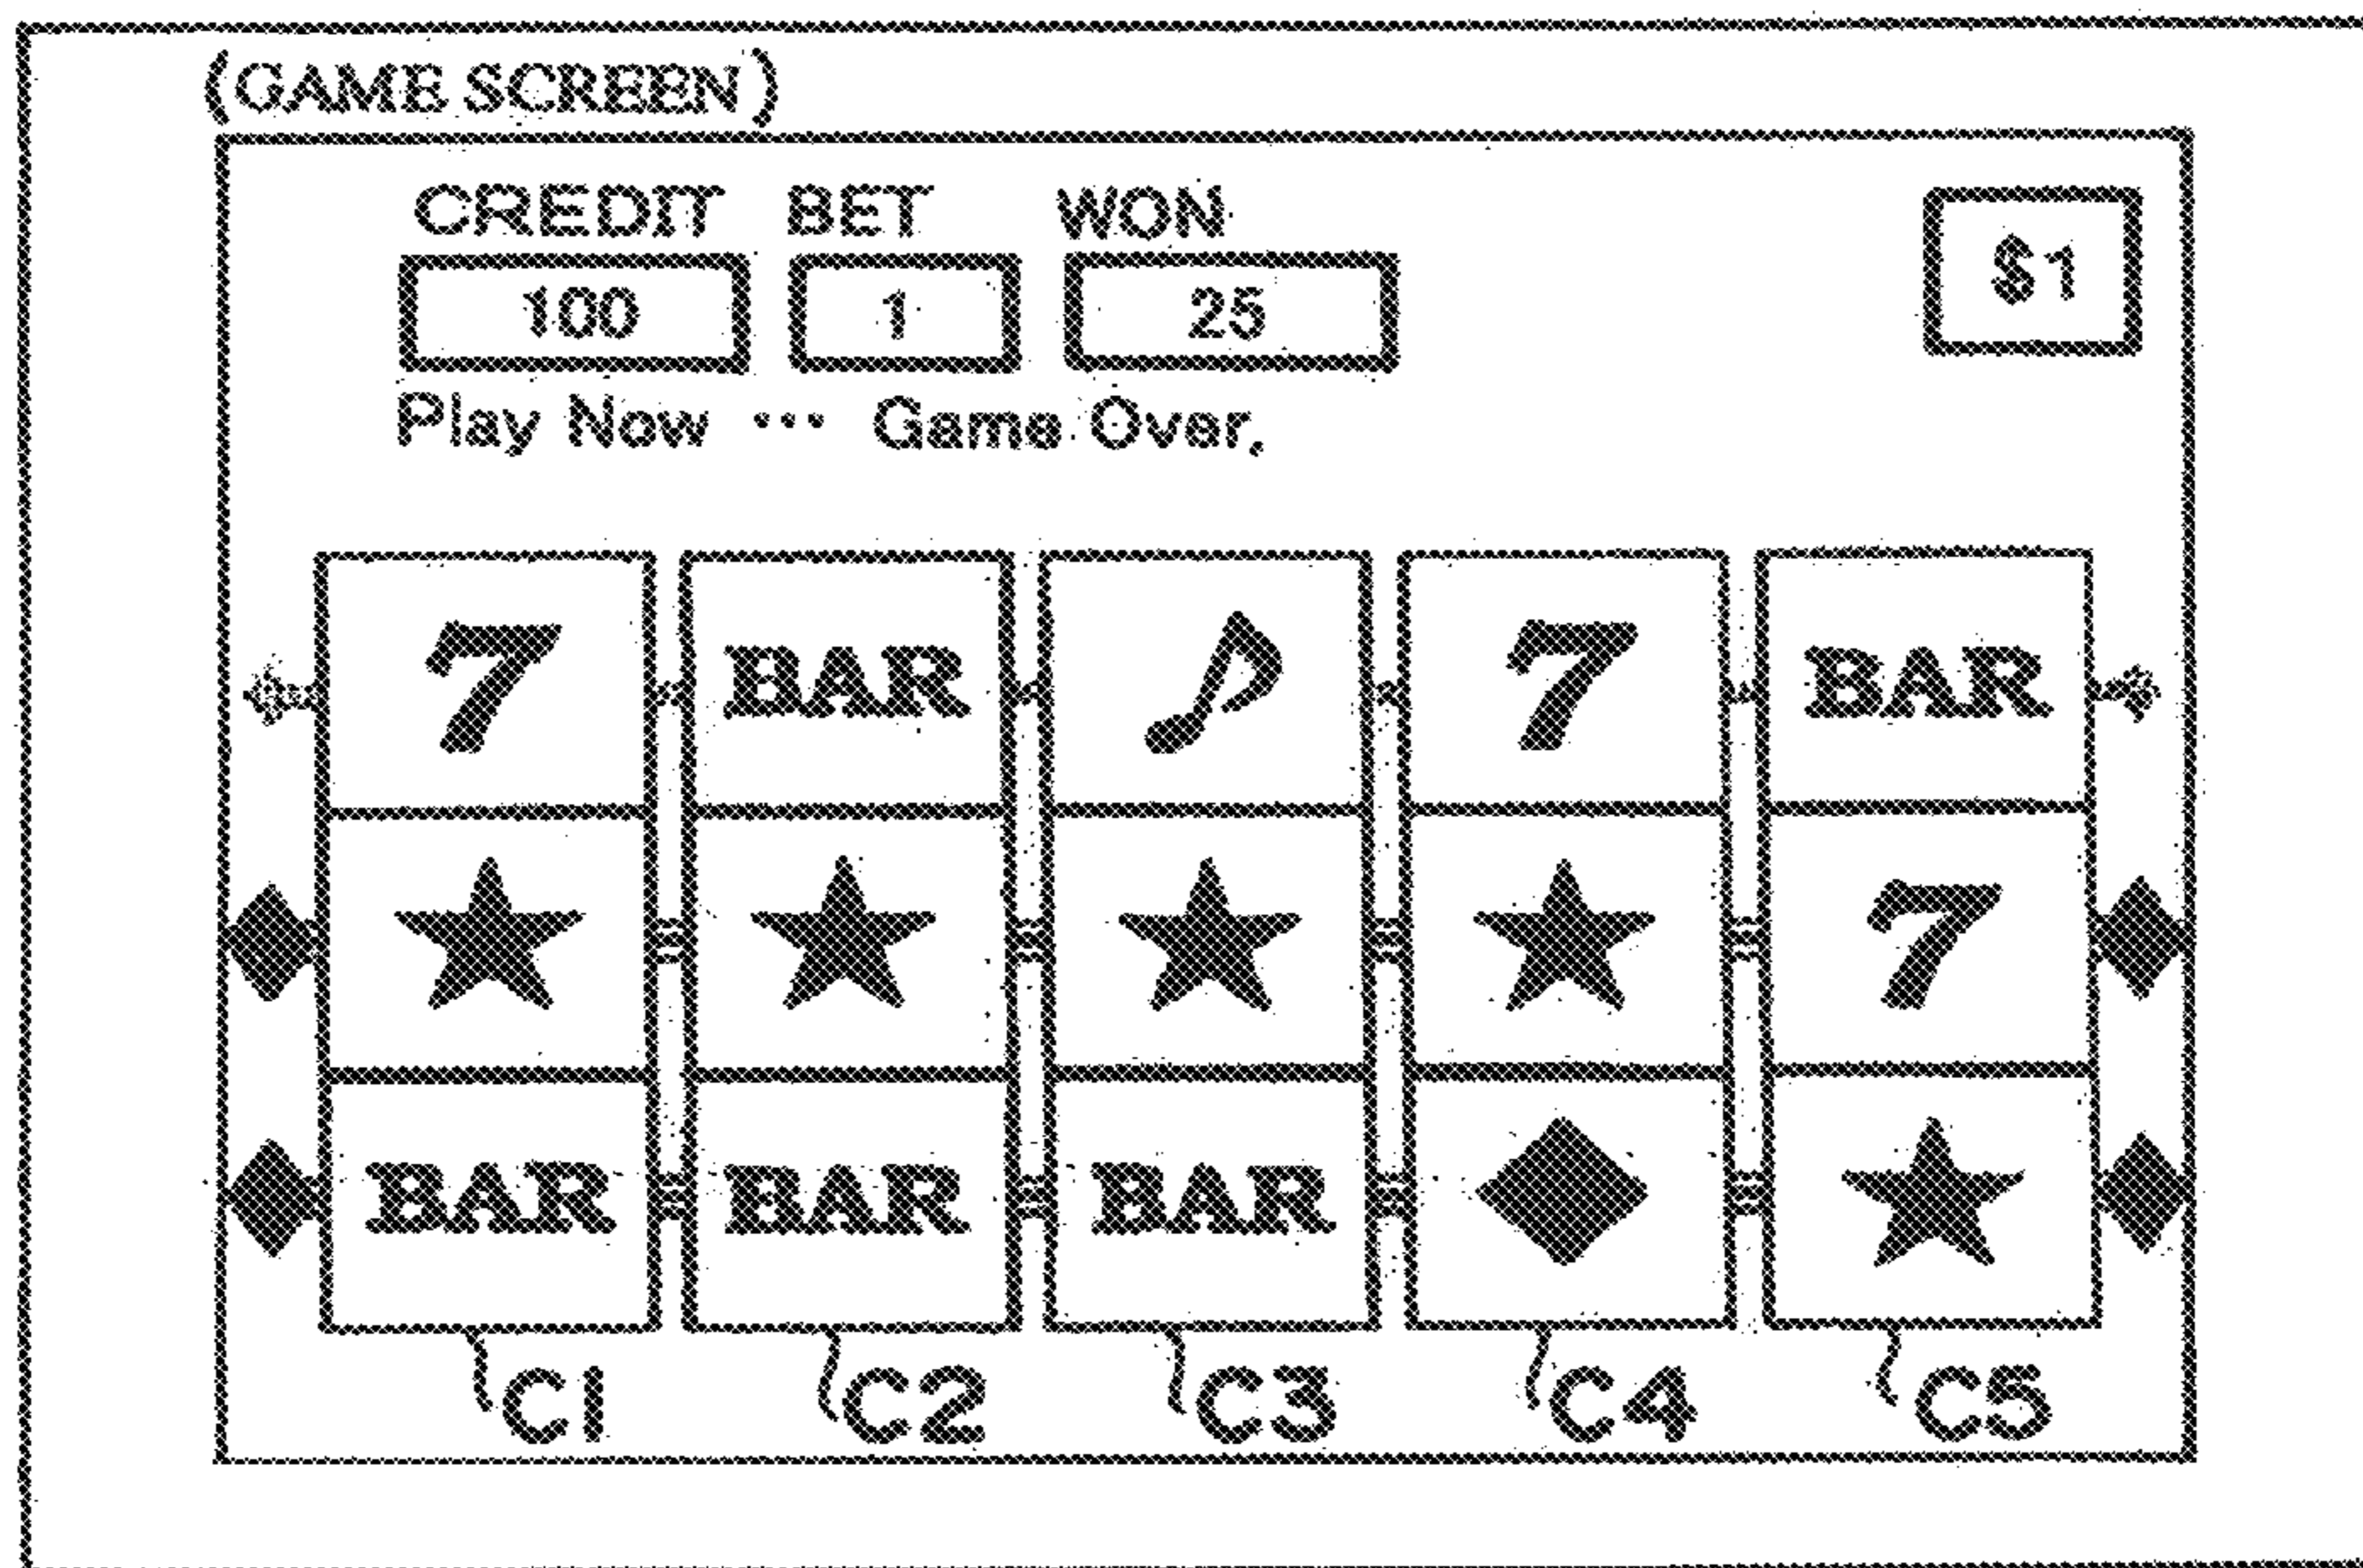 (GAME SCREEN)
CREDIT BET WON
100 1 25 $1
Play Now ··· Game Over.
7 BAR 7 BAR
7
BAR BAR BAR
C1 C2 C3 C4 C5